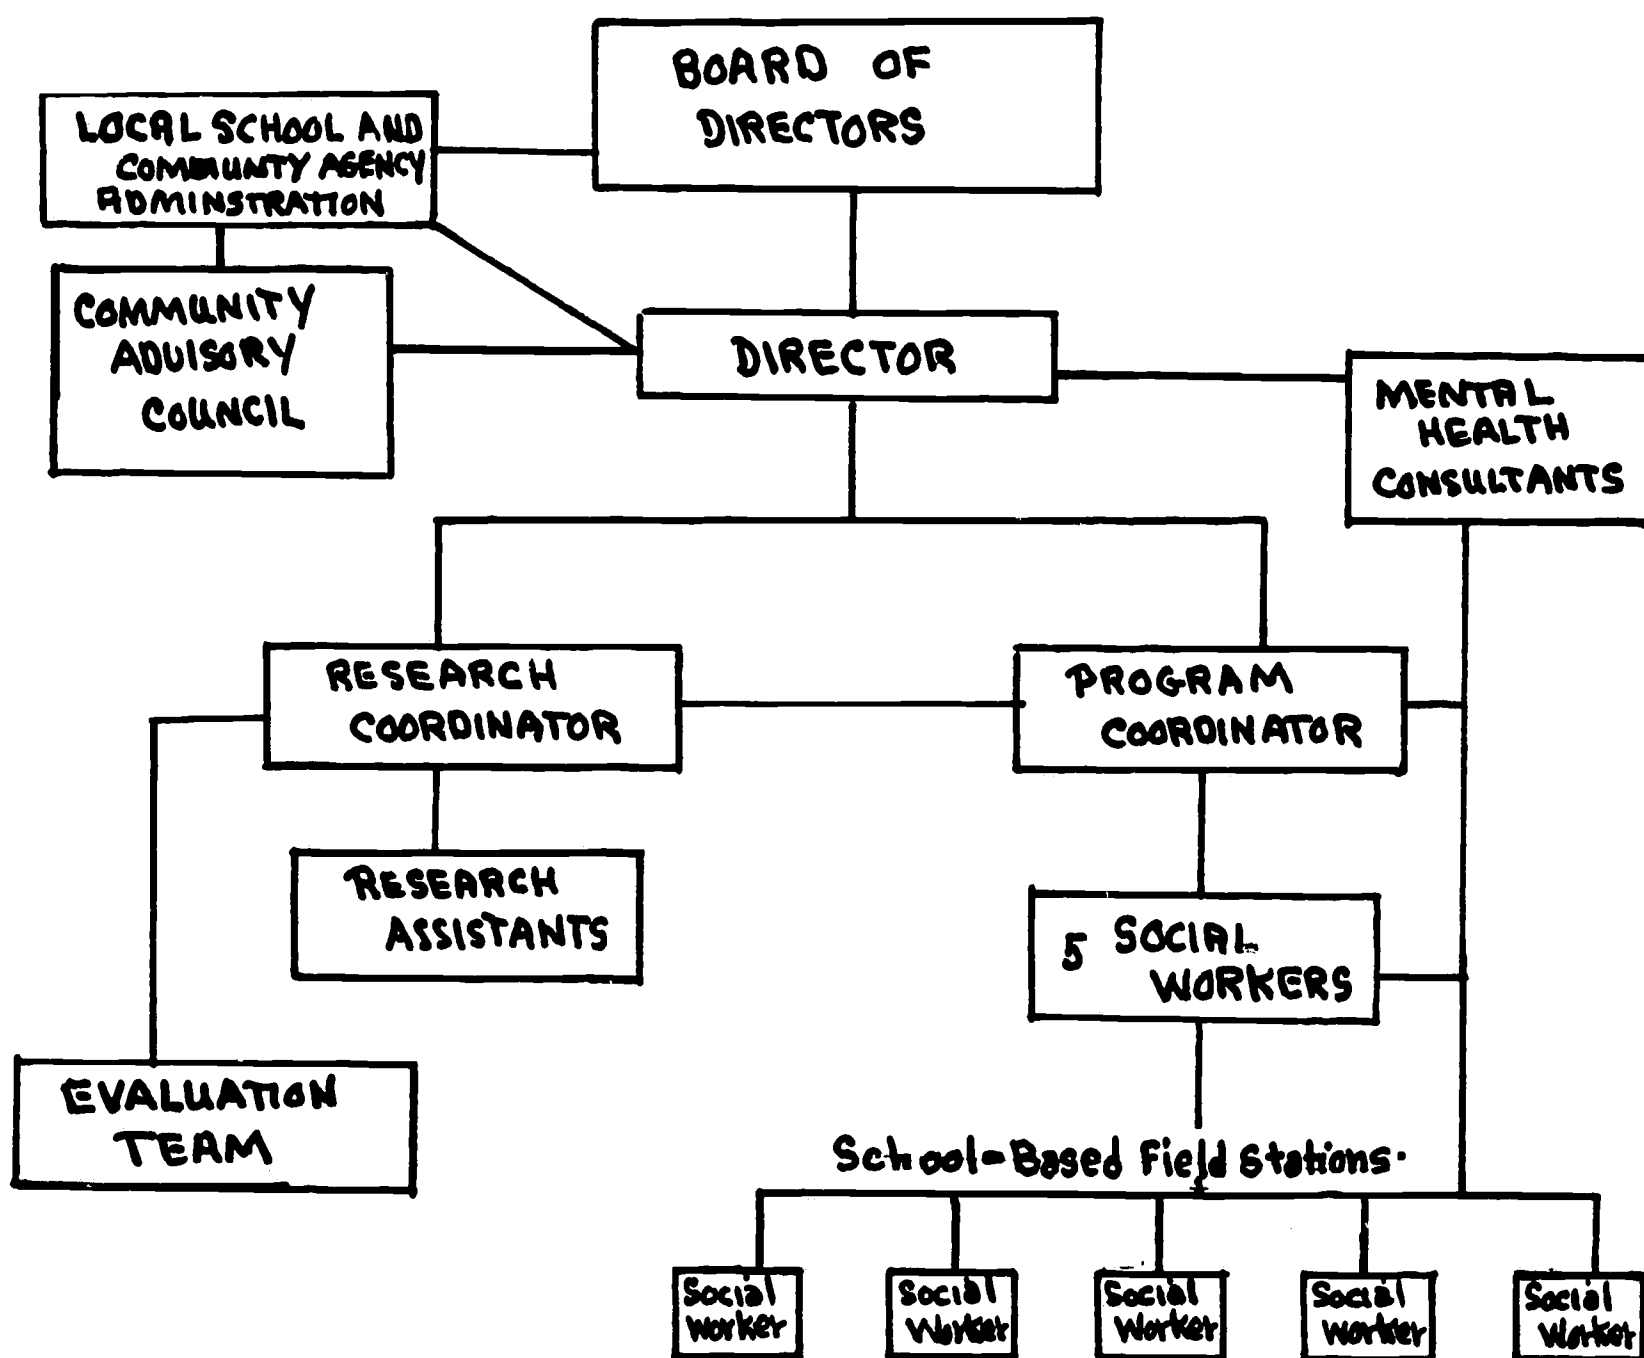 BOARD OF
DIRECTORS
LOCAL SCHOOL AND
COMMUNITY AGENCY
ADMINSTRATION
COMMUNITY
ADVISORY
COUNCIL
DIRECTOR
MENTAL
HEALTH
CONSULTANTS
RESEARCH
COORDINATOR
PROGRAM
COORDINATOR
RESEARCH
ASSISTANTS
5 SOCIAL
WORKERS
EVALUATION
TEAM
School-Based Field Stations.
Social
Worker
Social
Worker
Social
Worker
Social
Worker
Social
Worker